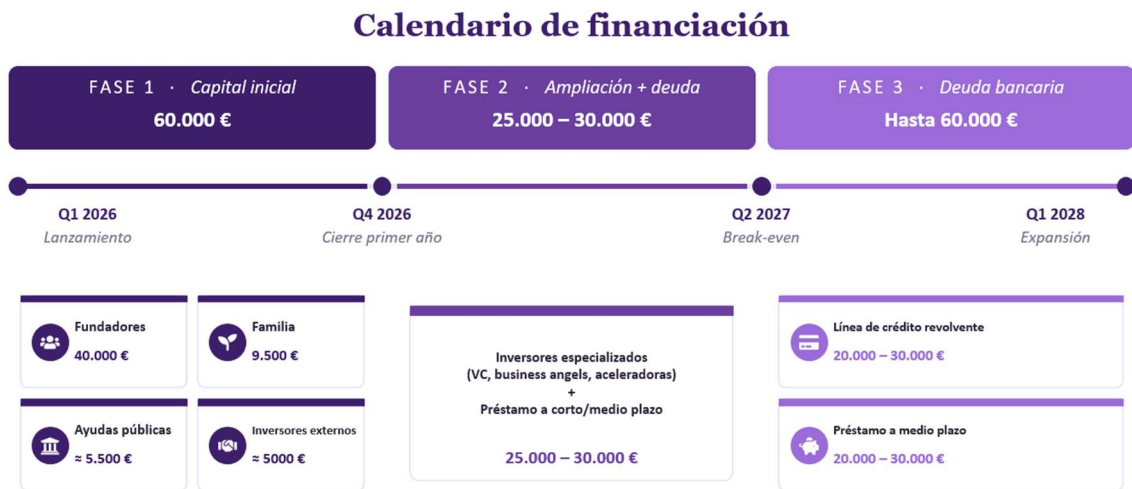 Calendario de financiación
FASE 1 · Capital inicial
60.000 €
FASE 2 · Ampliación + deuda
25.000 – 30.000 €
FASE 3 · Deuda bancaria
Hasta 60.000 €
Q1 2026
Lanzamiento
Q4 2026
Cierre primer año
Q2 2027
Break-even
Q1 2028
Expansión
Fundadores
40.000 €
Familia
9.500 €
Ayudas públicas
≈ 5.500 €
Inversores externos
≈ 5000 €
Inversores especializados
(VC, business angels, aceleradoras)
+
Préstamo a corto/medio plazo
25.000 – 30.000 €
Línea de crédito revolvente
20.000 – 30.000 €
Préstamo a medio plazo
20.000 – 30.000 €